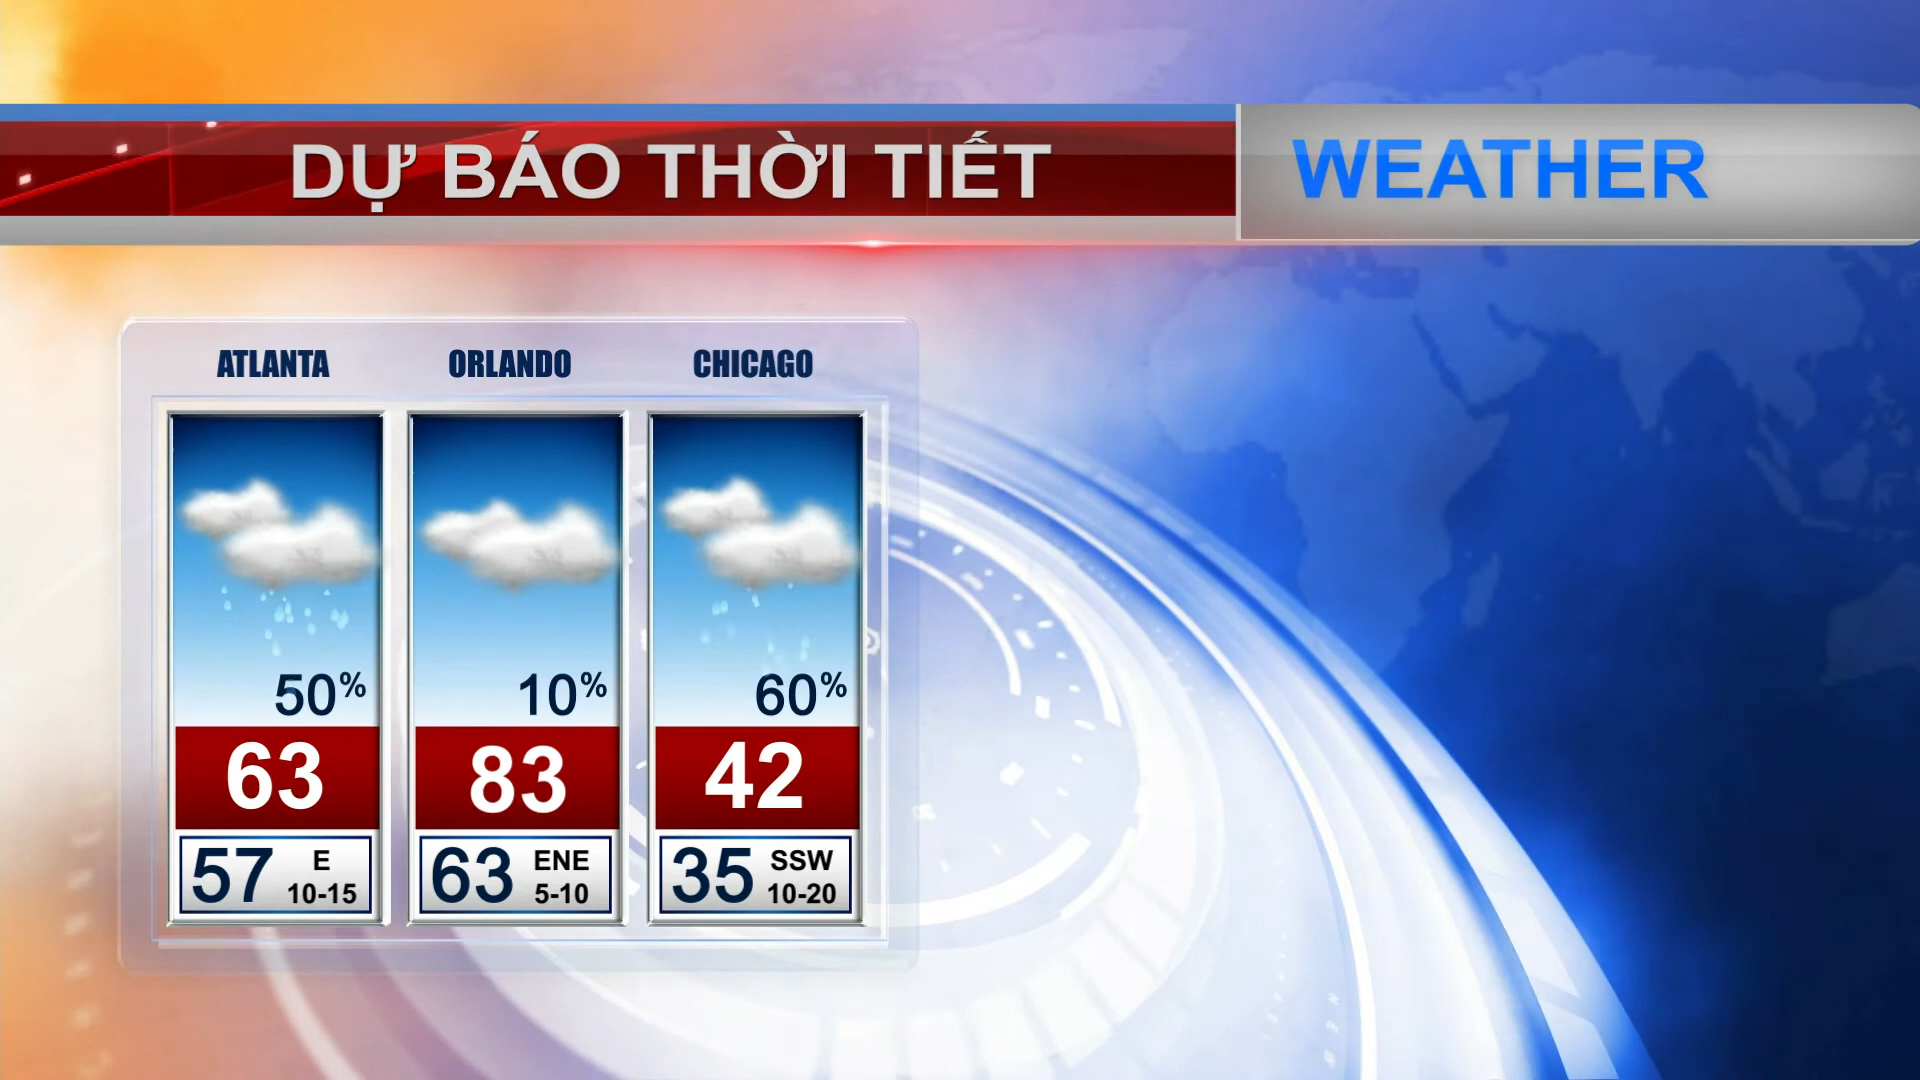 DỰ BÁO THỜI TIẾT
WEATHER
ATLANTA
50%
63
57
E
10-15
ORLANDO
10%
83
63
ENE
5-10
CHICAGO
60%
42
35
SSW
10-20